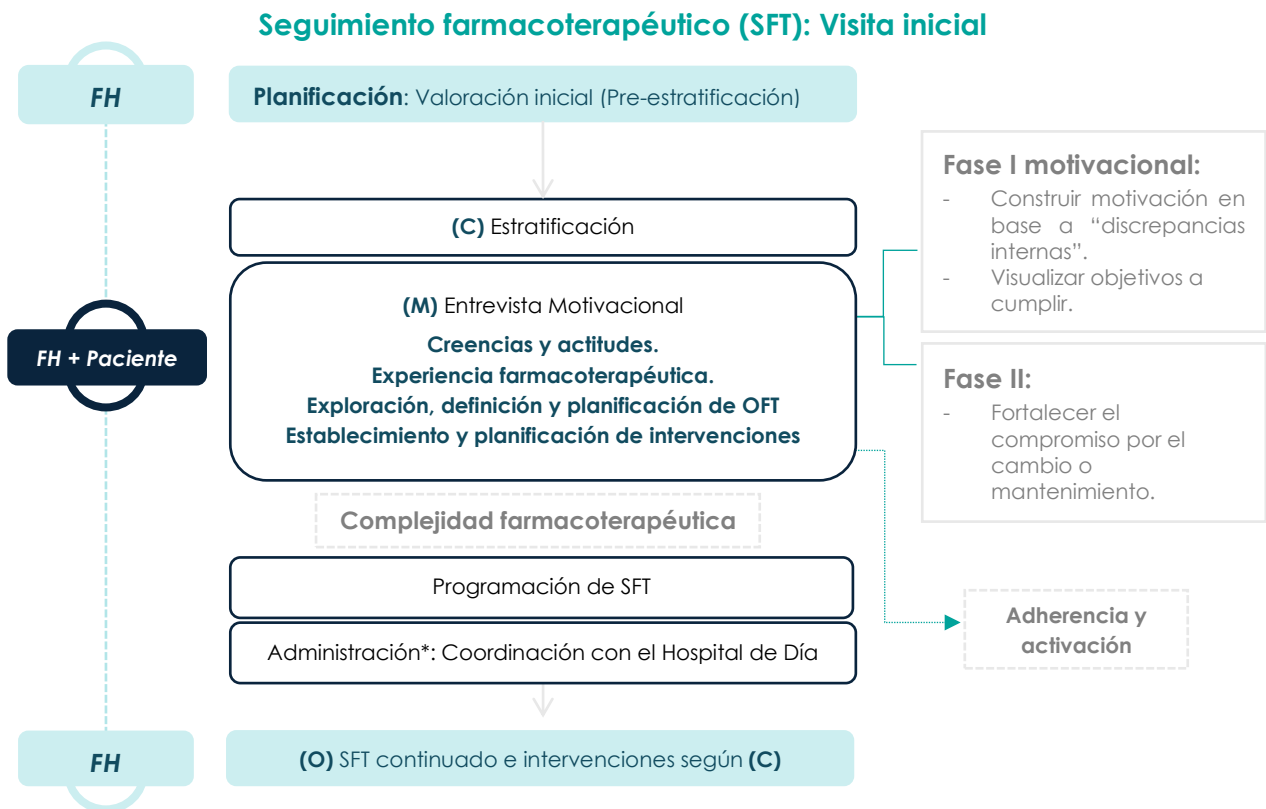 Seguimiento farmacoterapéutico (SFT): Visita inicial
FH
Planificación: Valoración inicial (Pre-estratificación)
(C) Estratificación
FH + Paciente
(M) Entrevista Motivacional
Creencias y actitudes.
Experiencia farmacoterapéutica.
Exploración, definición y planificación de OFT
Establecimiento y planificación de intervenciones
Fase I motivacional:
- Construir motivación en
base a “discrepancias
internas”.
- Visualizar objetivos a
cumplir.
Fase II:
- Fortalecer el
compromiso por el
cambio o
mantenimiento.
Complejidad farmacoterapéutica
Programación de SFT
Administración*: Coordinación con el Hospital de Día
Adherencia y
activación
FH
(O) SFT continuado e intervenciones según (C)